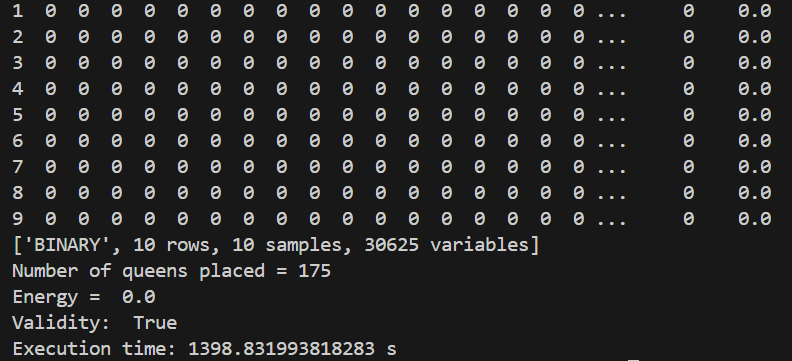 1 0 0 0 0 0 0 0 0 0 0 0 0 0 0 0 0 0 ... 0 0.0
2 0 0 0 0 0 0 0 0 0 0 0 0 0 0 0 0 0 ... 0 0.0
3 0 0 0 0 0 0 0 0 0 0 0 0 0 0 0 0 0 ... 0 0.0
4 0 0 0 0 0 0 0 0 0 0 0 0 0 0 0 0 0 ... 0 0.0
5 0 0 0 0 0 0 0 0 0 0 0 0 0 0 0 0 0 ... 0 0.0
6 0 0 0 0 0 0 0 0 0 0 0 0 0 0 0 0 0 ... 0 0.0
7 0 0 0 0 0 0 0 0 0 0 0 0 0 0 0 0 0 ... 0 0.0
8 0 0 0 0 0 0 0 0 0 0 0 0 0 0 0 0 0 ... 0 0.0
9 0 0 0 0 0 0 0 0 0 0 0 0 0 0 0 0 0 ... 0 0.0
['BINARY', 10 rows, 10 samples, 30625 variables]
Number of queens placed = 175
Energy =  0.0
Validity:  True
Execution time: 1398.831993818283 s